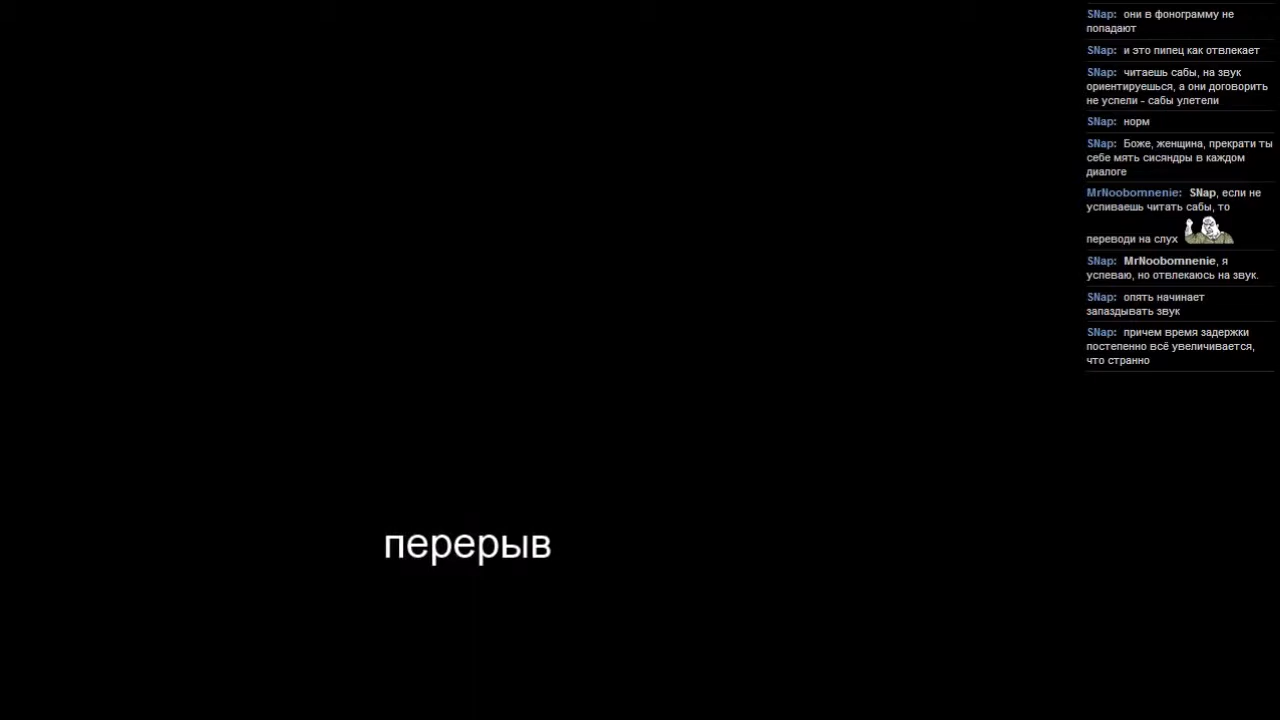 SNap: они в фонограмму не
попадают
SNap: и это пипец как отвлекает
SNap: читаешь сабы, на звук
ориентируешься, а они договорить
не успели - сабы улетели
SNap: норм
SNap: Боже, женщина, прекрати ты
себе мять сисяндры в каждом
диалоге
MrNoobomnenie: SNap, если не
успиваешь читать сабы, то
переводи на слух
SNap: MrNoobomnenie, я
успеваю, но отвлекаюсь на звук.
SNap: опять начинает
запаздывать звук
SNap: причем время задержки
постепенно всё увеличивается,
что странно
перерыв